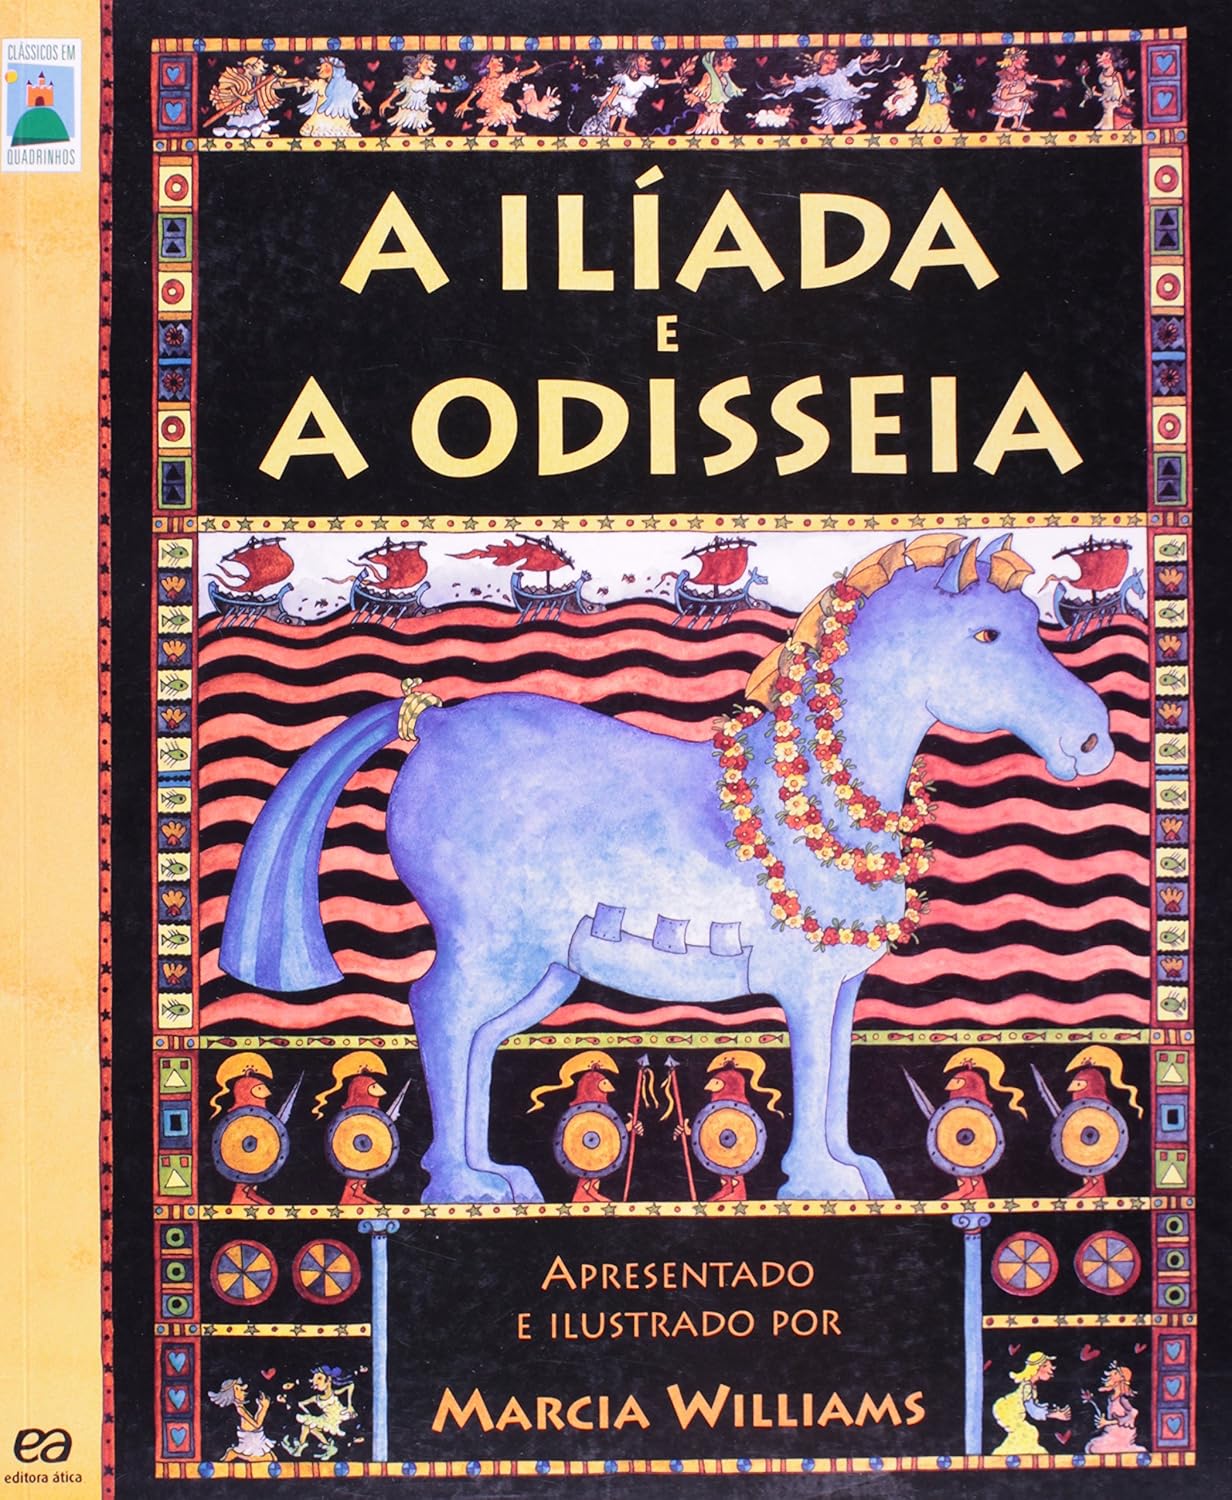 CLÁSSICOS EM
QUADRINHOS
A ILÍADA
E
A ODISSEIA
APRESENTADO
E ILUSTRADO POR
MARCIA WILLIAMS
ea
editora ática